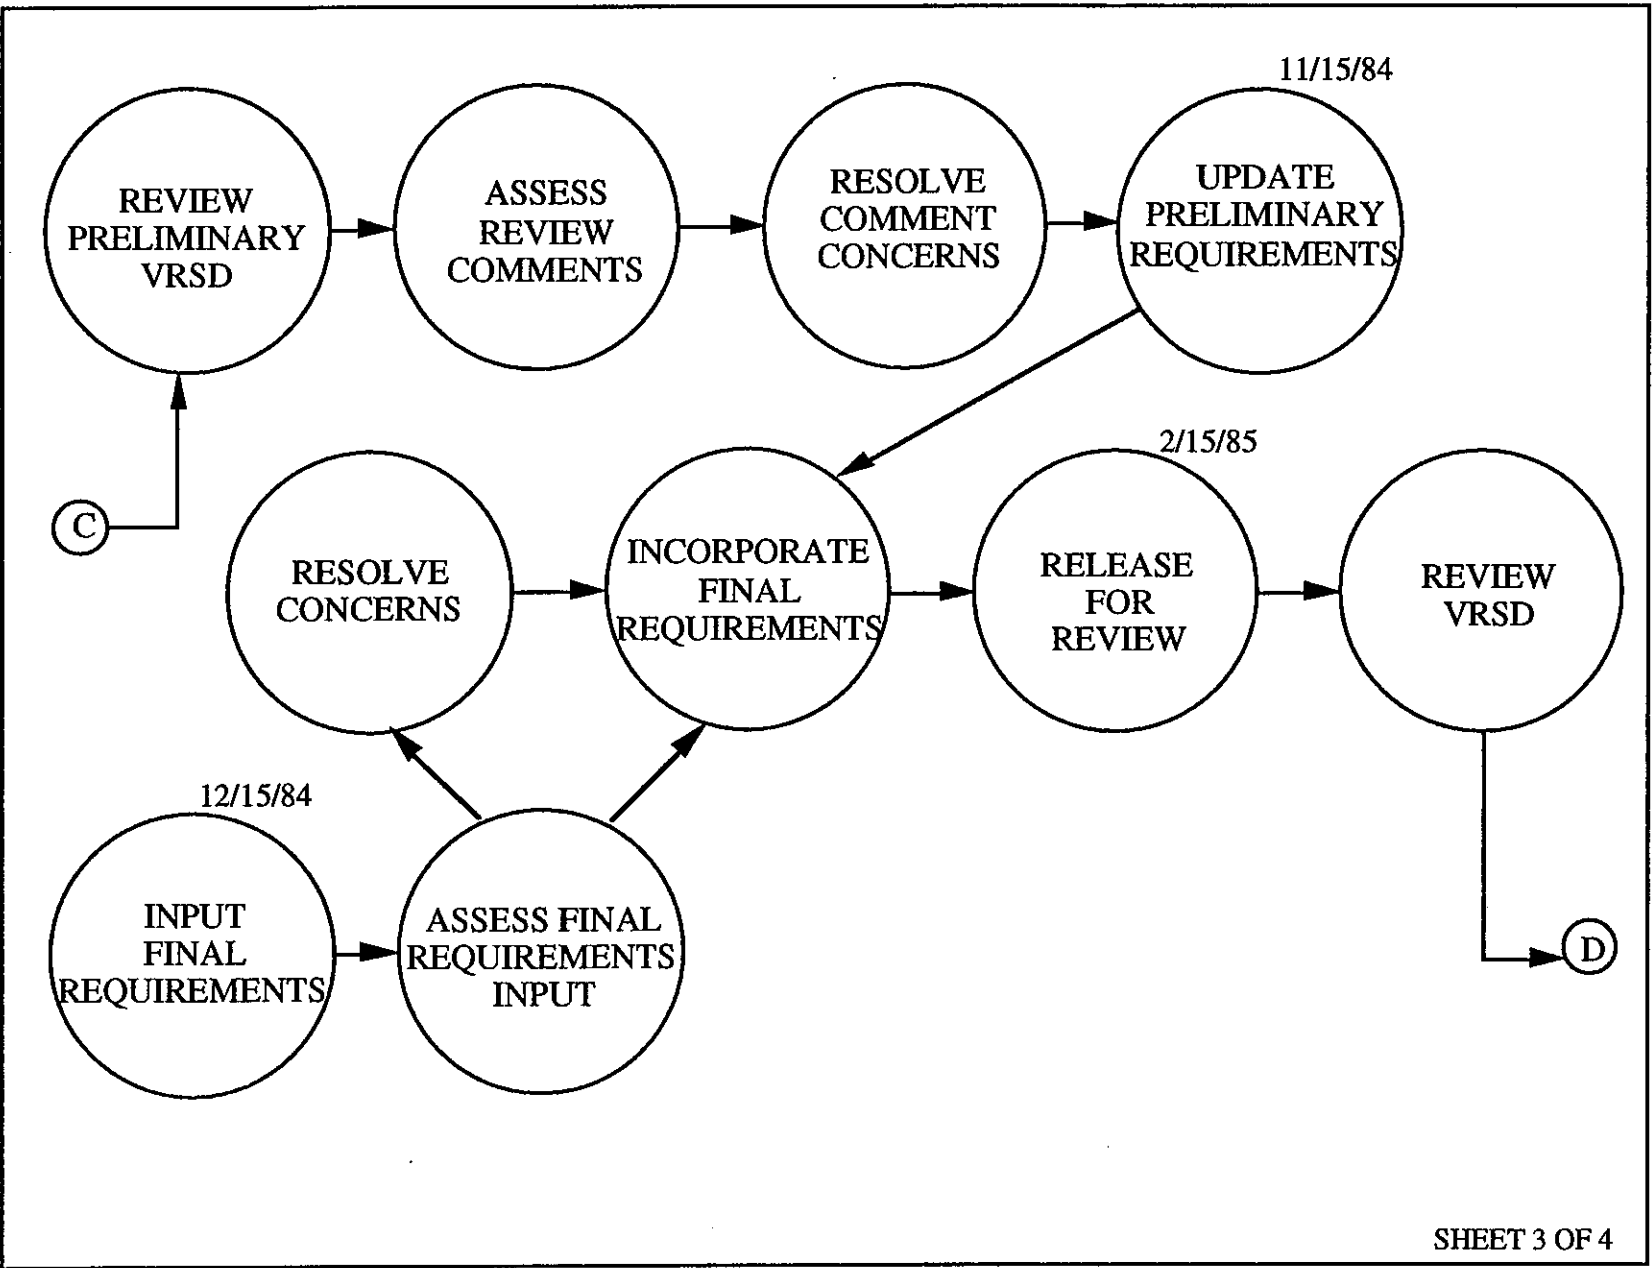 11/15/84
REVIEW
PRELIMINARY
VRSD
ASSESS
REVIEW
COMMENTS
RESOLVE
COMMENT
CONCERNS
UPDATE
PRELIMINARY
REQUIREMENTS
C
2/15/85
RESOLVE
CONCERNS
INCORPORATE
FINAL
REQUIREMENTS
RELEASE
FOR
REVIEW
REVIEW
VRSD
12/15/84
INPUT
FINAL
REQUIREMENTS
ASSESS FINAL
REQUIREMENTS
INPUT
D
SHEET 3 OF 4